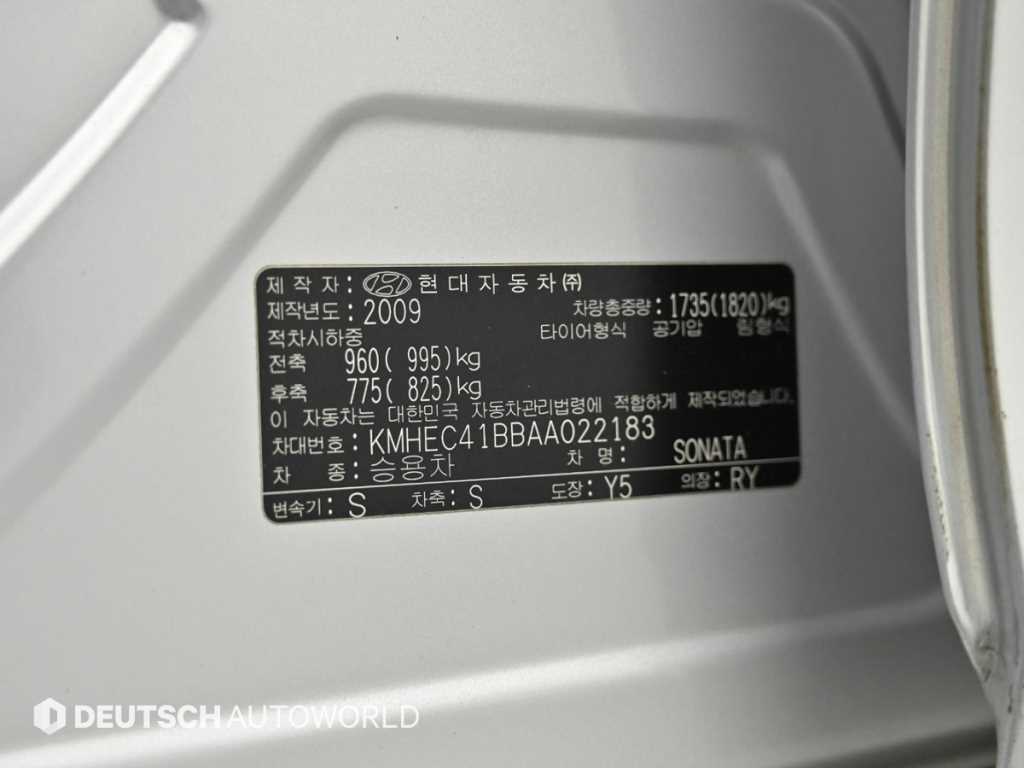 제 작 자 : 현대자동차㈜
제작년도 : 2009 차량총중량: 1735(1820)kg
적차시하중 타이어형식 공기압 림형식
전축 960( 995)kg
후축 775( 825)kg
이 자동차는 대한민국 자동차관리법령에 적합하게 제작되었습니다.
차대번호 : KMHEC41BBAA022183
차 종 : 승용차 차 명: SONATA
변속기 : S 차축 : S 도장 : Y5 의장 : RY
DEUTSCH AUTOWORLD